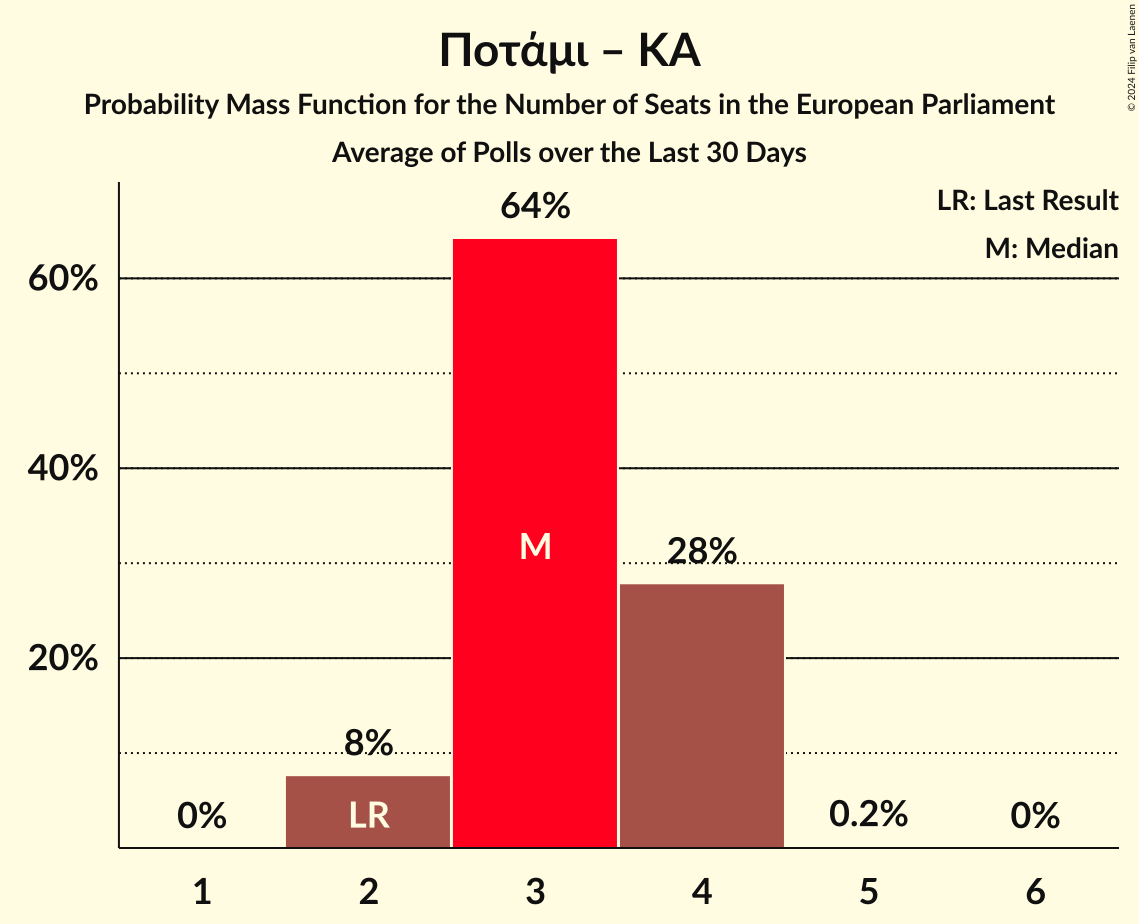 Ποτάμι – ΚΑ
Probability Mass Function for the Number of Seats in the European Parliament
Average of Polls over the Last 30 Days
© 2024 Filip van Laenen
LR: Last Result
M: Median
60%
40%
20%
0%
8%
64%
28%
0.2%
0%
LR
M
1 2 3 4 5 6